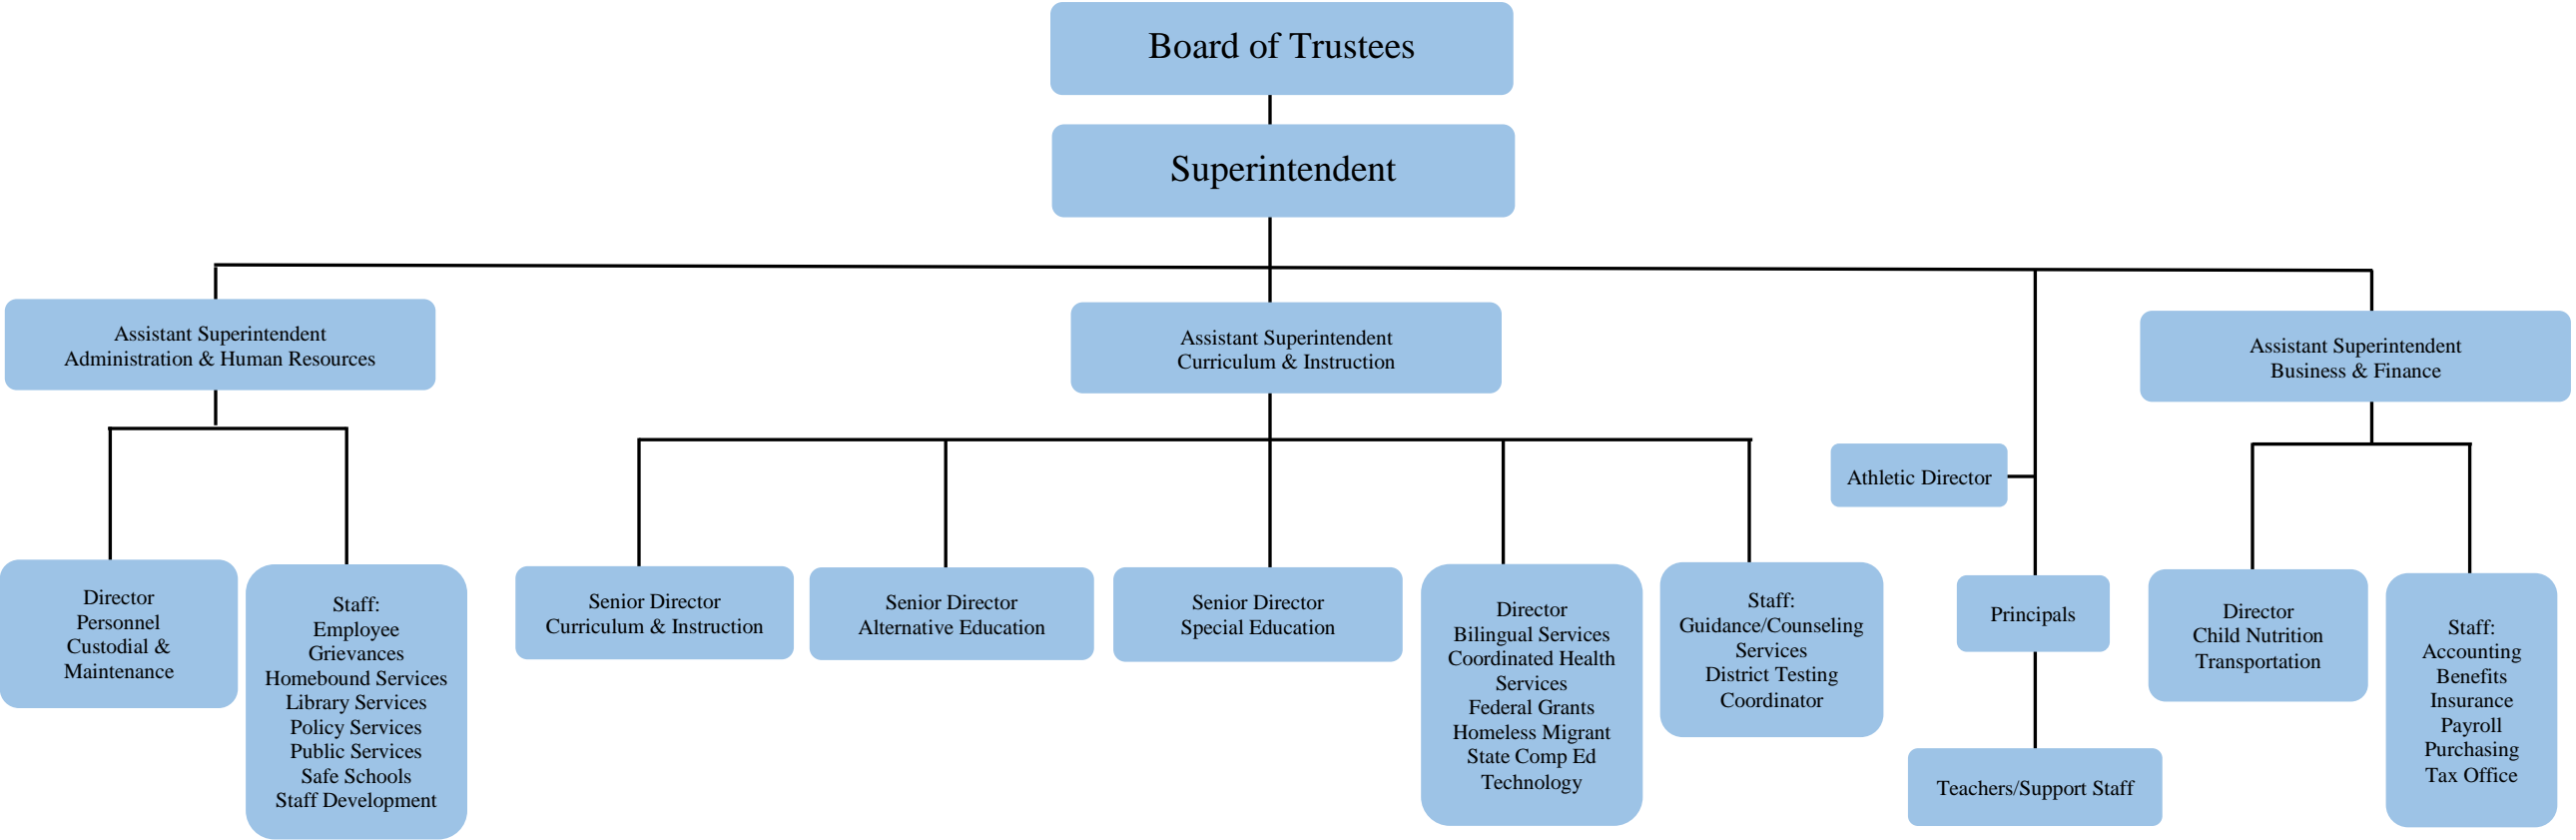 Board of Trustees
Superintendent
Assistant Superintendent
Administration & Human Resources
Assistant Superintendent
Curriculum & Instruction
Assistant Superintendent
Business & Finance
Athletic Director
Director
Personnel
Custodial &
Maintenance
Staff:
Employee
Grievances
Homebound Services
Library Services
Policy Services
Public Services
Safe Schools
Staff Development
Senior Director
Curriculum & Instruction
Senior Director
Alternative Education
Senior Director
Special Education
Director
Bilingual Services
Coordinated Health
Services
Federal Grants
Homeless Migrant
State Comp Ed
Technology
Staff:
Guidance/Counseling
Services
District Testing
Coordinator
Principals
Teachers/Support Staff
Director
Child Nutrition
Transportation
Staff:
Accounting
Benefits
Insurance
Payroll
Purchasing
Tax Office